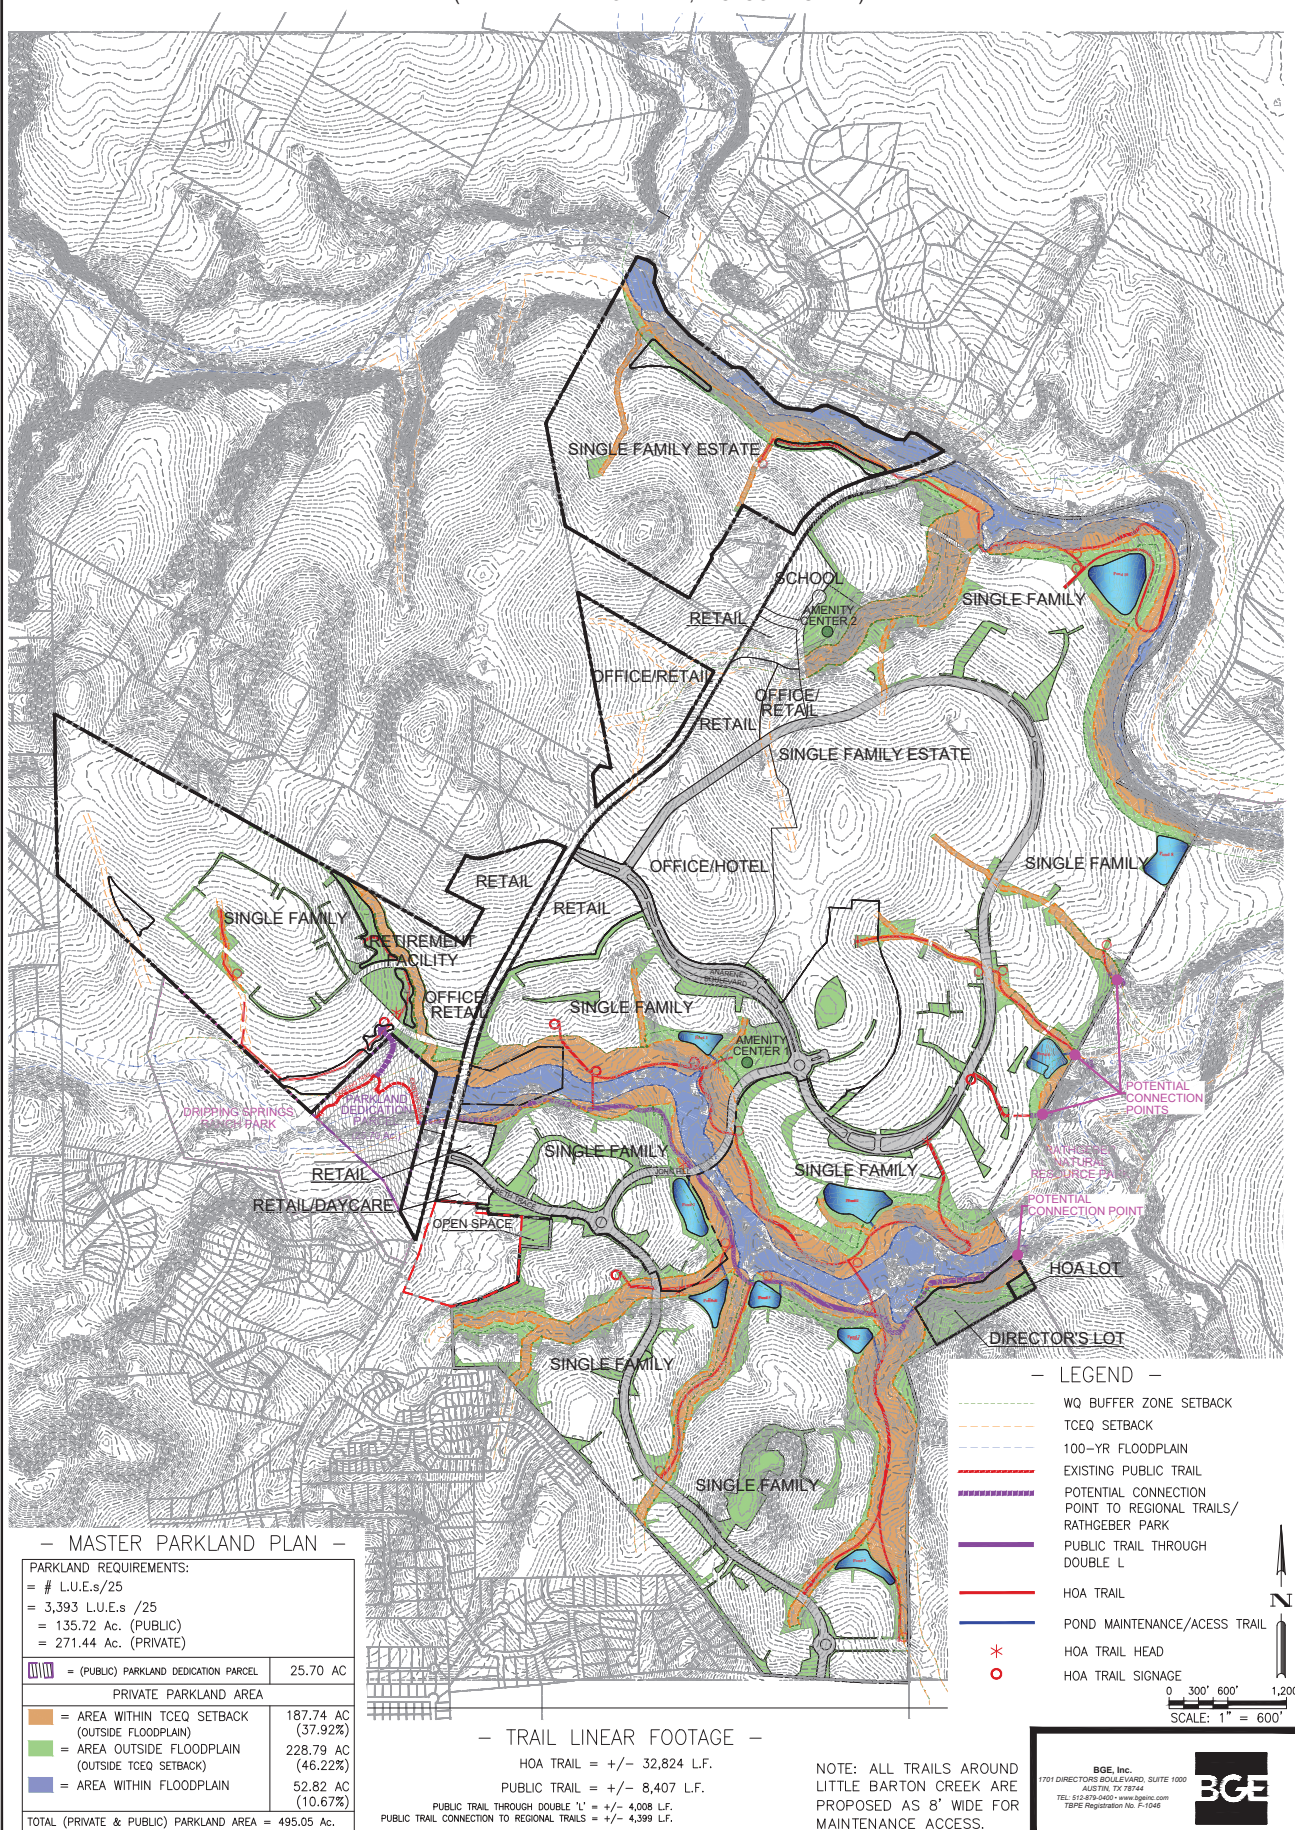 SINGLE FAMILY ESTATE
SCHOOL
SINGLE FAMILY
AMENITY
CENTER 2
RETAIL
OFFICE/RETAIL
OFFICE/
RETAIL
RETAIL
SINGLE FAMILY ESTATE
OFFICE/HOTEL
SINGLE FAMILY
RETAIL
RETAIL
SINGLE FAMILY
RETIREMENT
FACILITY
OFFICE/
RETAIL
SINGLE FAMILY
ANARENE
BOULEVARD
AMENITY
CENTER 1
POTENTIAL
CONNECTION
POINTS
DRIPPING SPRINGS
RANCH PARK
PARKLAND
DEDICATION
PARCEL
SINGLE FAMILY
SINGLE FAMILY
RATHGEBER
NATURAL
RESOURCE PARK
RETAIL
RETAIL/DAYCARE
OPEN SPACE
POTENTIAL
CONNECTION POINT
HOA LOT
DIRECTOR'S LOT
SINGLE FAMILY
SINGLE FAMILY
- LEGEND -
WQ BUFFER ZONE SETBACK
TCEQ SETBACK
100-YR FLOODPLAIN
EXISTING PUBLIC TRAIL
POTENTIAL CONNECTION
POINT TO REGIONAL TRAILS/
RATHGEBER PARK
PUBLIC TRAIL THROUGH
DOUBLE L
HOA TRAIL
POND MAINTENANCE/ACESS TRAIL
HOA TRAIL HEAD
HOA TRAIL SIGNAGE
N
0 300' 600' 1,200
SCALE: 1" = 600'
- MASTER PARKLAND PLAN -
PARKLAND REQUIREMENTS:
= # L.U.E.s/25
= 3,393 L.U.E.s /25
= 135.72 Ac. (PUBLIC)
= 271.44 Ac. (PRIVATE)
= (PUBLIC) PARKLAND DEDICATION PARCEL 25.70 AC
PRIVATE PARKLAND AREA
= AREA WITHIN TCEQ SETBACK 187.74 AC
(OUTSIDE FLOODPLAIN) (37.92%)
= AREA OUTSIDE FLOODPLAIN 228.79 AC
(OUTSIDE TCEQ SETBACK) (46.22%)
= AREA WITHIN FLOODPLAIN 52.82 AC
(10.67%)
TOTAL (PRIVATE & PUBLIC) PARKLAND AREA = 495.05 Ac.
- TRAIL LINEAR FOOTAGE -
HOA TRAIL = +/- 32,824 L.F.
PUBLIC TRAIL = +/- 8,407 L.F.
PUBLIC TRAIL THROUGH DOUBLE 'L' = +/- 4,008 L.F.
PUBLIC TRAIL CONNECTION TO REGIONAL TRAILS = +/- 4,399 L.F.
NOTE: ALL TRAILS AROUND
LITTLE BARTON CREEK ARE
PROPOSED AS 8' WIDE FOR
MAINTENANCE ACCESS.
BGE, Inc.
1701 DIRECTORS BOULEVARD, SUITE 1000
AUSTIN, TX 78744
TEL: 512-879-0400 • www.bgeinc.com
TBPE Registration No. F-1046
BGE